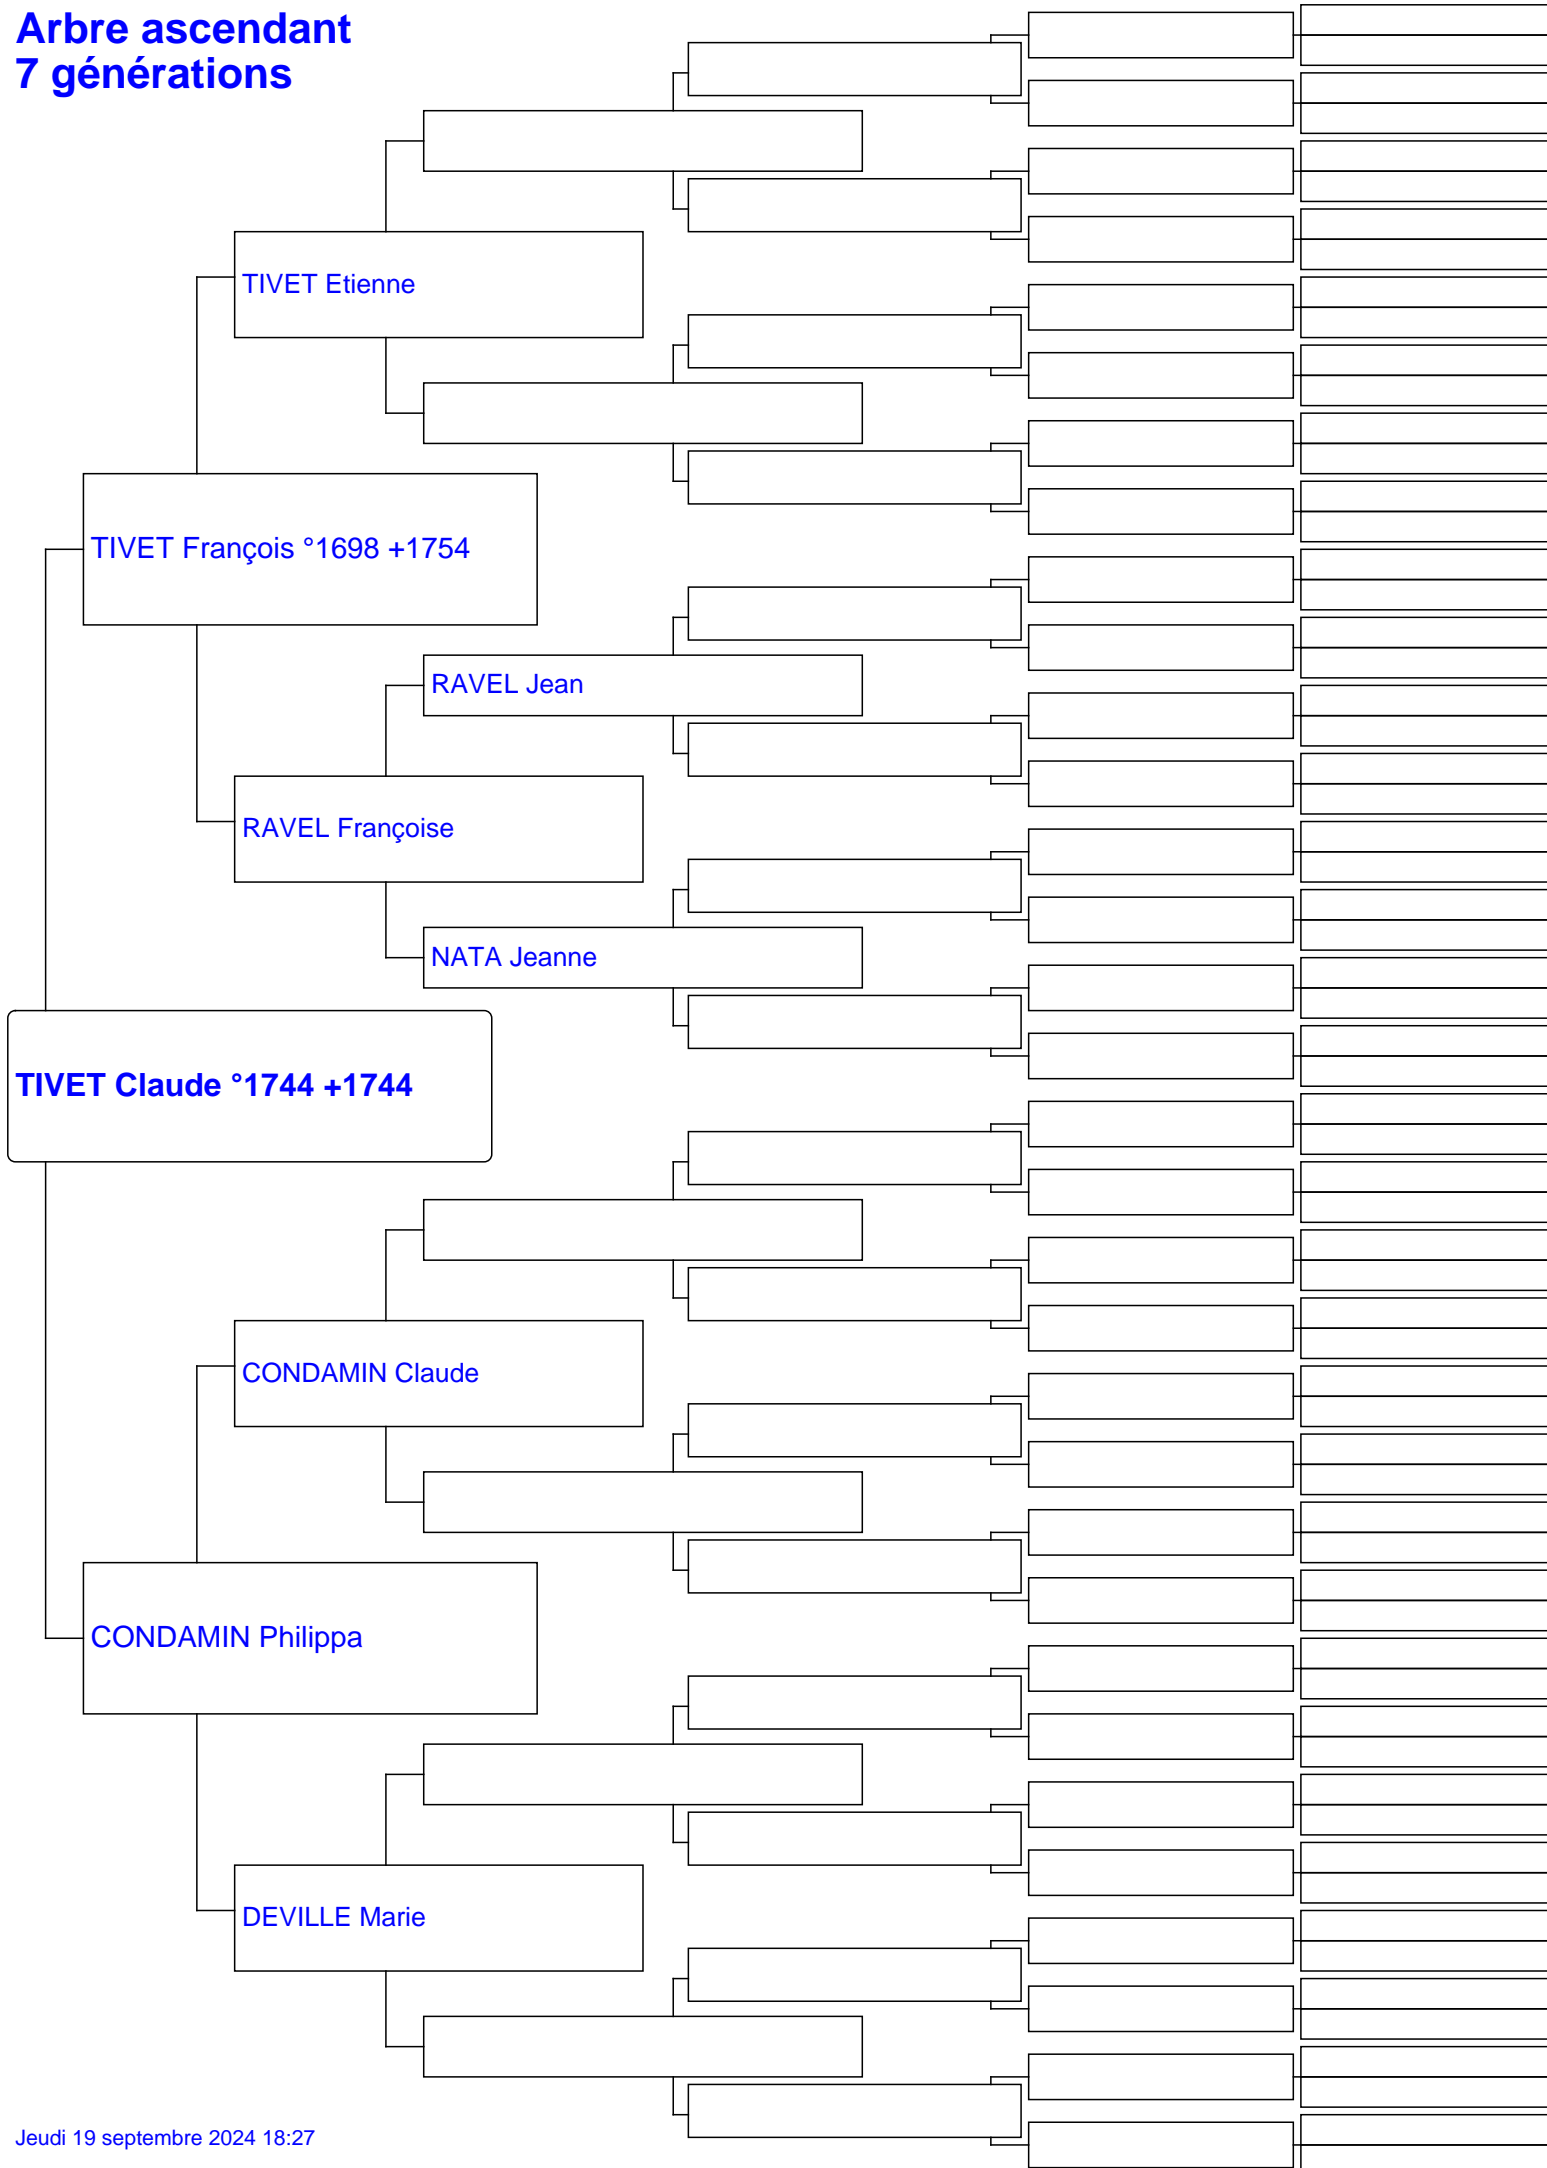 Arbre ascendant
7 générations
TIVET Etienne
TIVET François °1698 +1754
RAVEL Jean
RAVEL Françoise
NATA Jeanne
TIVET Claude °1744 +1744
CONDAMIN Claude
CONDAMIN Philippa
DEVILLE Marie
Jeudi 19 septembre 2024 18:27